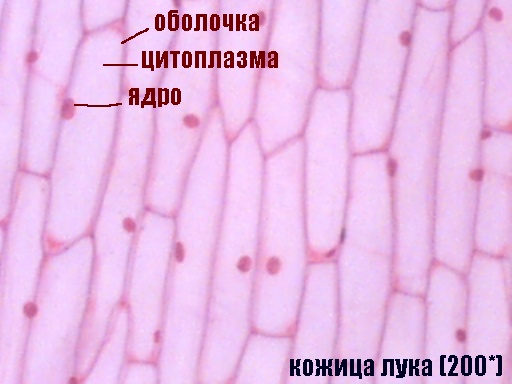 оболочка
цитоплазма
ядро
кожица лука (200*)